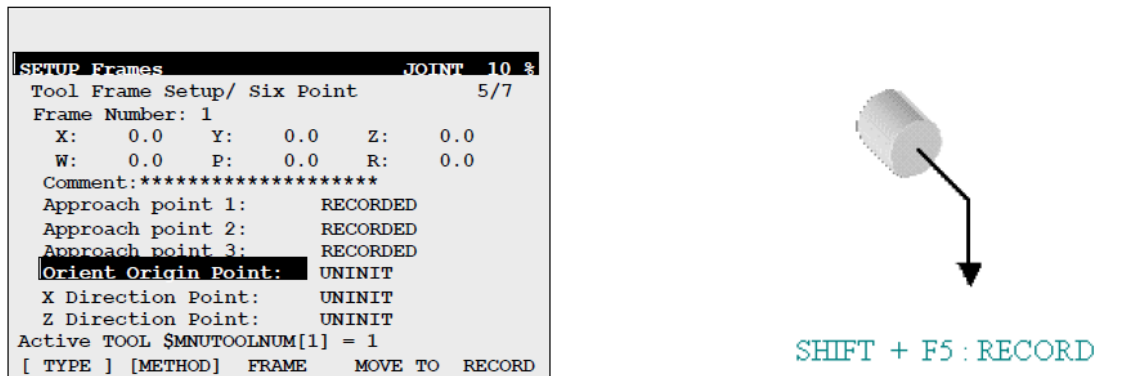 SETUP Frames JOINT 10 %
Tool Frame Setup/ Six Point 5/7
Frame Number: 1
X: 0.0 Y: 0.0 Z: 0.0
W: 0.0 P: 0.0 R: 0.0
Comment:********************
Approach point 1: RECORDED
Approach point 2: RECORDED
Approach point 3: RECORDED
Orient Origin Point: UNINIT
X Direction Point: UNINIT
Z Direction Point: UNINIT
Active TOOL $MNUTOOLNUM[1] = 1
[ TYPE ] [METHOD] FRAME MOVE TO RECORD
SHIFT + F5 : RECORD